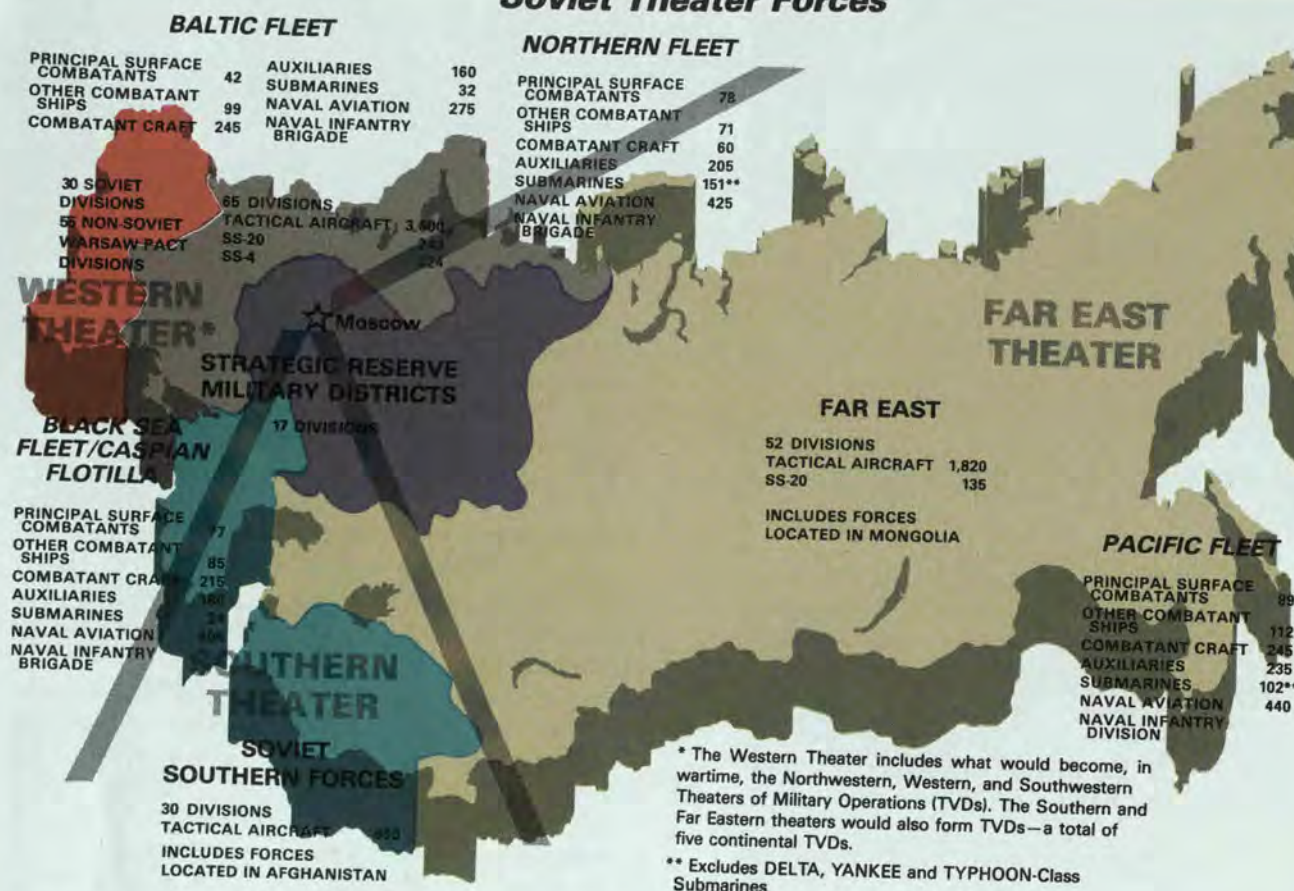 Soviet Theater Forces
BALTIC FLEET
PRINCIPAL SURFACE
COMBATANTS 42
OTHER COMBATANT
SHIPS 99
COMBATANT CRAFT 245
AUXILIARIES 160
SUBMARINES 32
NAVAL AVIATION 275
NAVAL INFANTRY
BRIGADE
NORTHERN FLEET
PRINCIPAL SURFACE
COMBATANTS 78
OTHER COMBATANT
SHIPS 71
COMBATANT CRAFT 60
AUXILIARIES 205
SUBMARINES 151**
NAVAL AVIATION 425
NAVAL INFANTRY
BRIGADE
30 SOVIET
DIVISIONS
55 NON-SOVIET
WARSAW PACT
DIVISIONS
65 DIVISIONS
TACTICAL AIRCRAFT
SS-20 243
SS-4 224
WESTERN
THEATER*
Moscow
STRATEGIC RESERVE
MILITARY DISTRICTS
17 DIVISIONS
FAR EAST
THEATER
FAR EAST
52 DIVISIONS
TACTICAL AIRCRAFT 1,820
SS-20 135
INCLUDES FORCES
LOCATED IN MONGOLIA
BLACK SEA
FLEET/CASPIAN
FLOTILLA
PRINCIPAL SURFACE
COMBATANTS
OTHER COMBATANT
SHIPS 85
COMBATANT CRAFT 215
AUXILIARIES
SUBMARINES
NAVAL AVIATION
NAVAL INFANTRY
BRIGADE
PACIFIC FLEET
PRINCIPAL SURFACE
COMBATANTS 89
OTHER COMBATANT
SHIPS 112
COMBATANT CRAFT 245
AUXILIARIES 235
SUBMARINES 102**
NAVAL AVIATION 440
NAVAL INFANTRY
DIVISION
SOUTHERN
THEATER
SOVIET
SOUTHERN FORCES
30 DIVISIONS
TACTICAL AIRCRAFT
INCLUDES FORCES
LOCATED IN AFGHANISTAN
* The Western Theater includes what would become, in
wartime, the Northwestern, Western, and Southwestern
Theaters of Military Operations (TVDs). The Southern and
Far Eastern theaters would also form TVDs—a total of
five continental TVDs.
** Excludes DELTA, YANKEE and TYPHOON-Class
Submarines